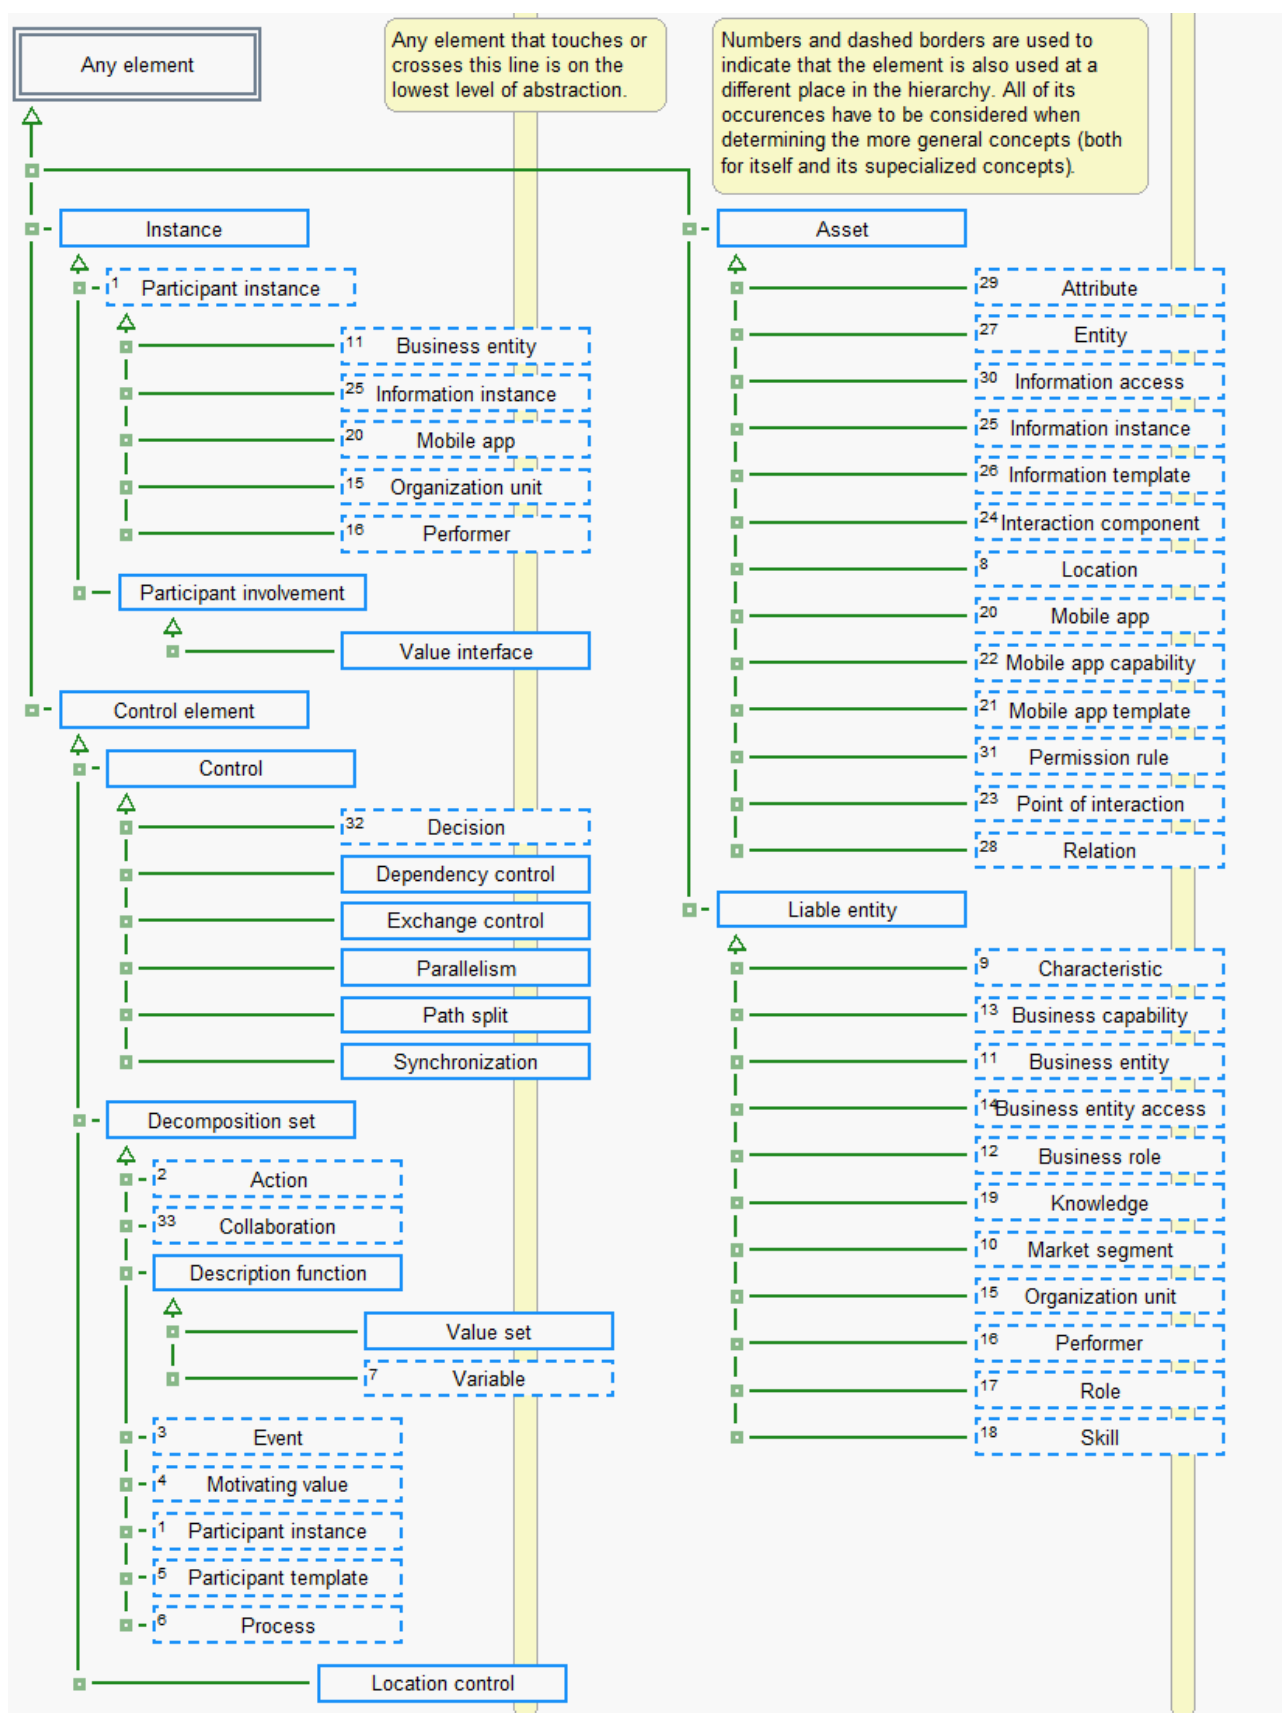 Any element
Any element that touches or
crosses this line is on the
lowest level of abstraction.
Numbers and dashed borders are used to
indicate that the element is also used at a
different place in the hierarchy. All of its
occurences have to be considered when
determining the more general concepts (both
for itself and its supecialized concepts).
Instance
1 Participant instance
11 Business entity
25 Information instance
20 Mobile app
15 Organization unit
16 Performer
Participant involvement
Value interface
Control element
Control
32 Decision
Dependency control
Exchange control
Parallelism
Path split
Synchronization
Decomposition set
2 Action
33 Collaboration
Description function
Value set
7 Variable
3 Event
4 Motivating value
1 Participant instance
5 Participant template
6 Process
Location control
Asset
29 Attribute
27 Entity
30 Information access
25 Information instance
26 Information template
24 Interaction component
8 Location
20 Mobile app
22 Mobile app capability
21 Mobile app template
31 Permission rule
23 Point of interaction
28 Relation
Liable entity
9 Characteristic
13 Business capability
11 Business entity
14 Business entity access
12 Business role
19 Knowledge
10 Market segment
15 Organization unit
16 Performer
17 Role
18 Skill